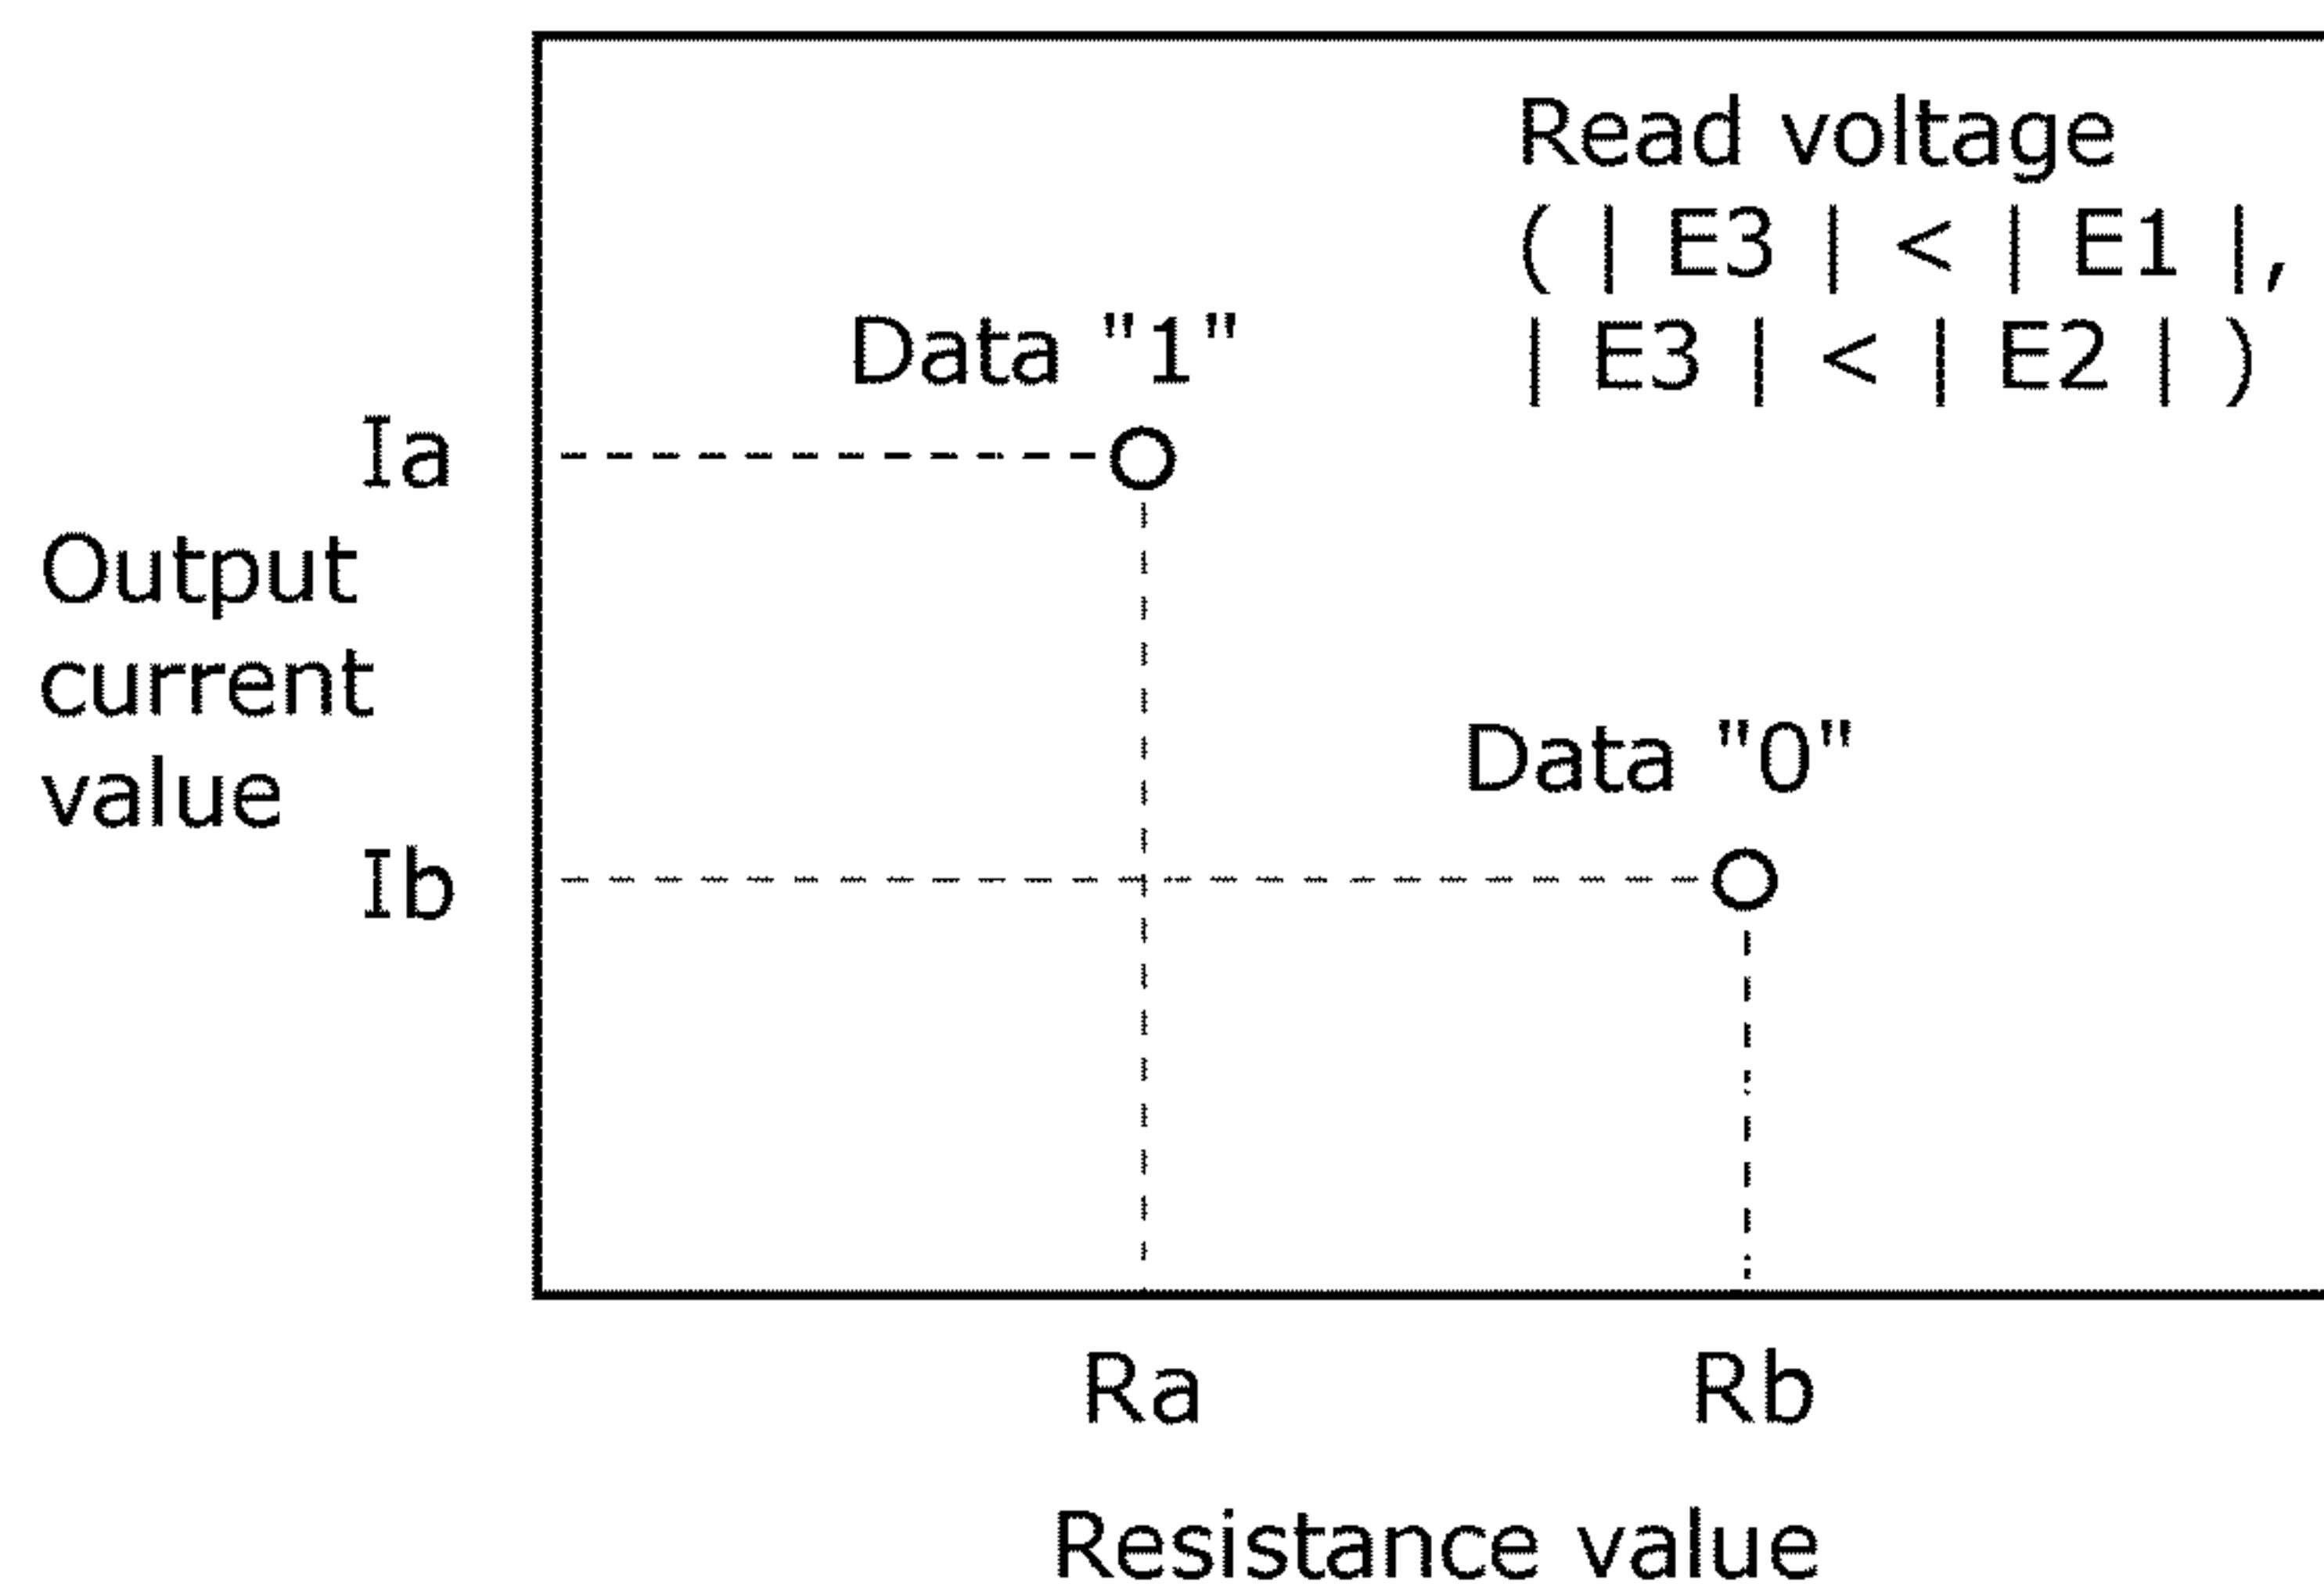 Read voltage
( | E3 | < | E1 |,
| E3 | < | E2 | )
Data "1"
Ia
Output
current
value
Data "0"
Ib
Ra
Rb
Resistance value